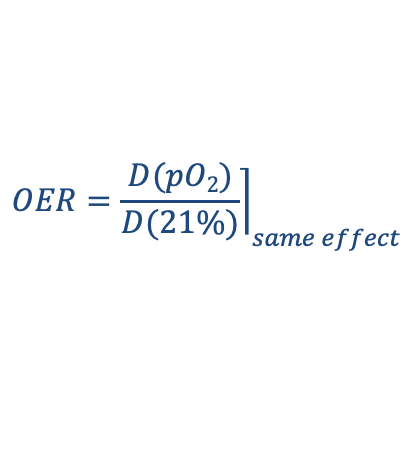 OER = D(pO₂) / D(21%)⌉ same effect